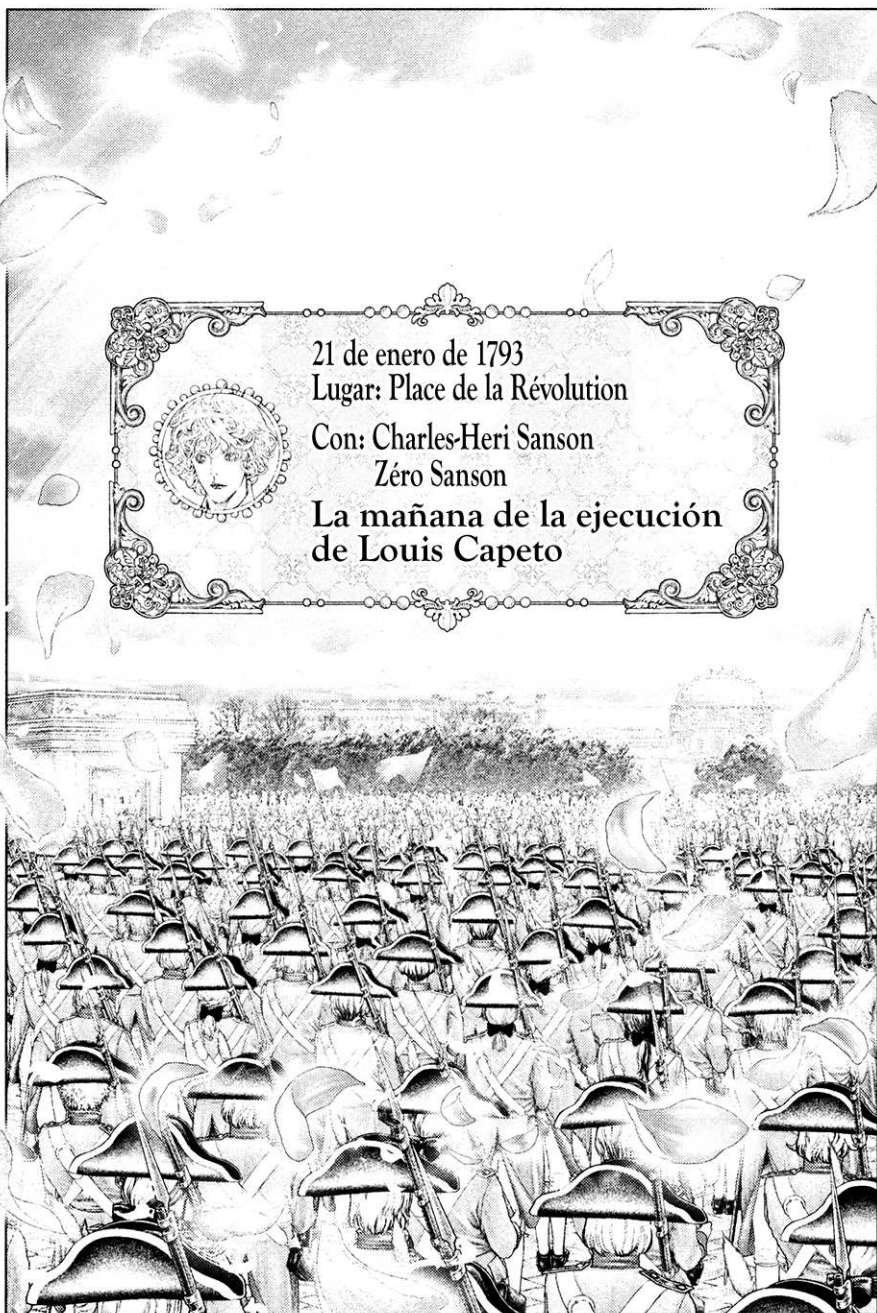 21 de enero de 1793
Lugar: Place de la Révolution
Con: Charles-Heri Sanson
Zéro Sanson
La mañana de la ejecución
de Louis Capeto